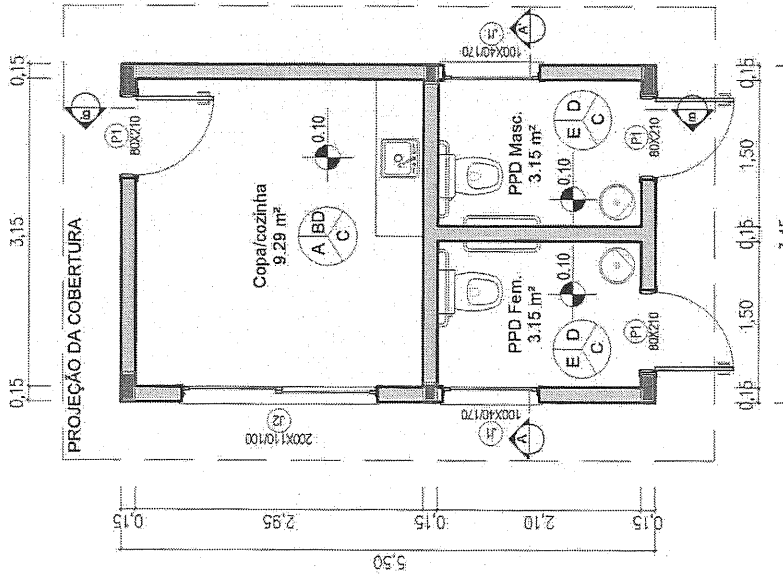 0,15
3,15
0,15
PROJEÇÃO DA COBERTURA
B
P1
80X210
Copa/cozinha
9.29 m²
A
BD
C
0.10
J2
200X110/100
0,15
2,95
0,15
2,10
0,15
5,50
PPD Fem.
3.15 m²
PPD Masc.
3.15 m²
0.10
0.10
E
D
C
E
D
C
J1
100X40/170
A
J1
100X40/170
A'
P1
80X210
P1
80X210
B
0,15
1,50
0,15
1,50
0,15